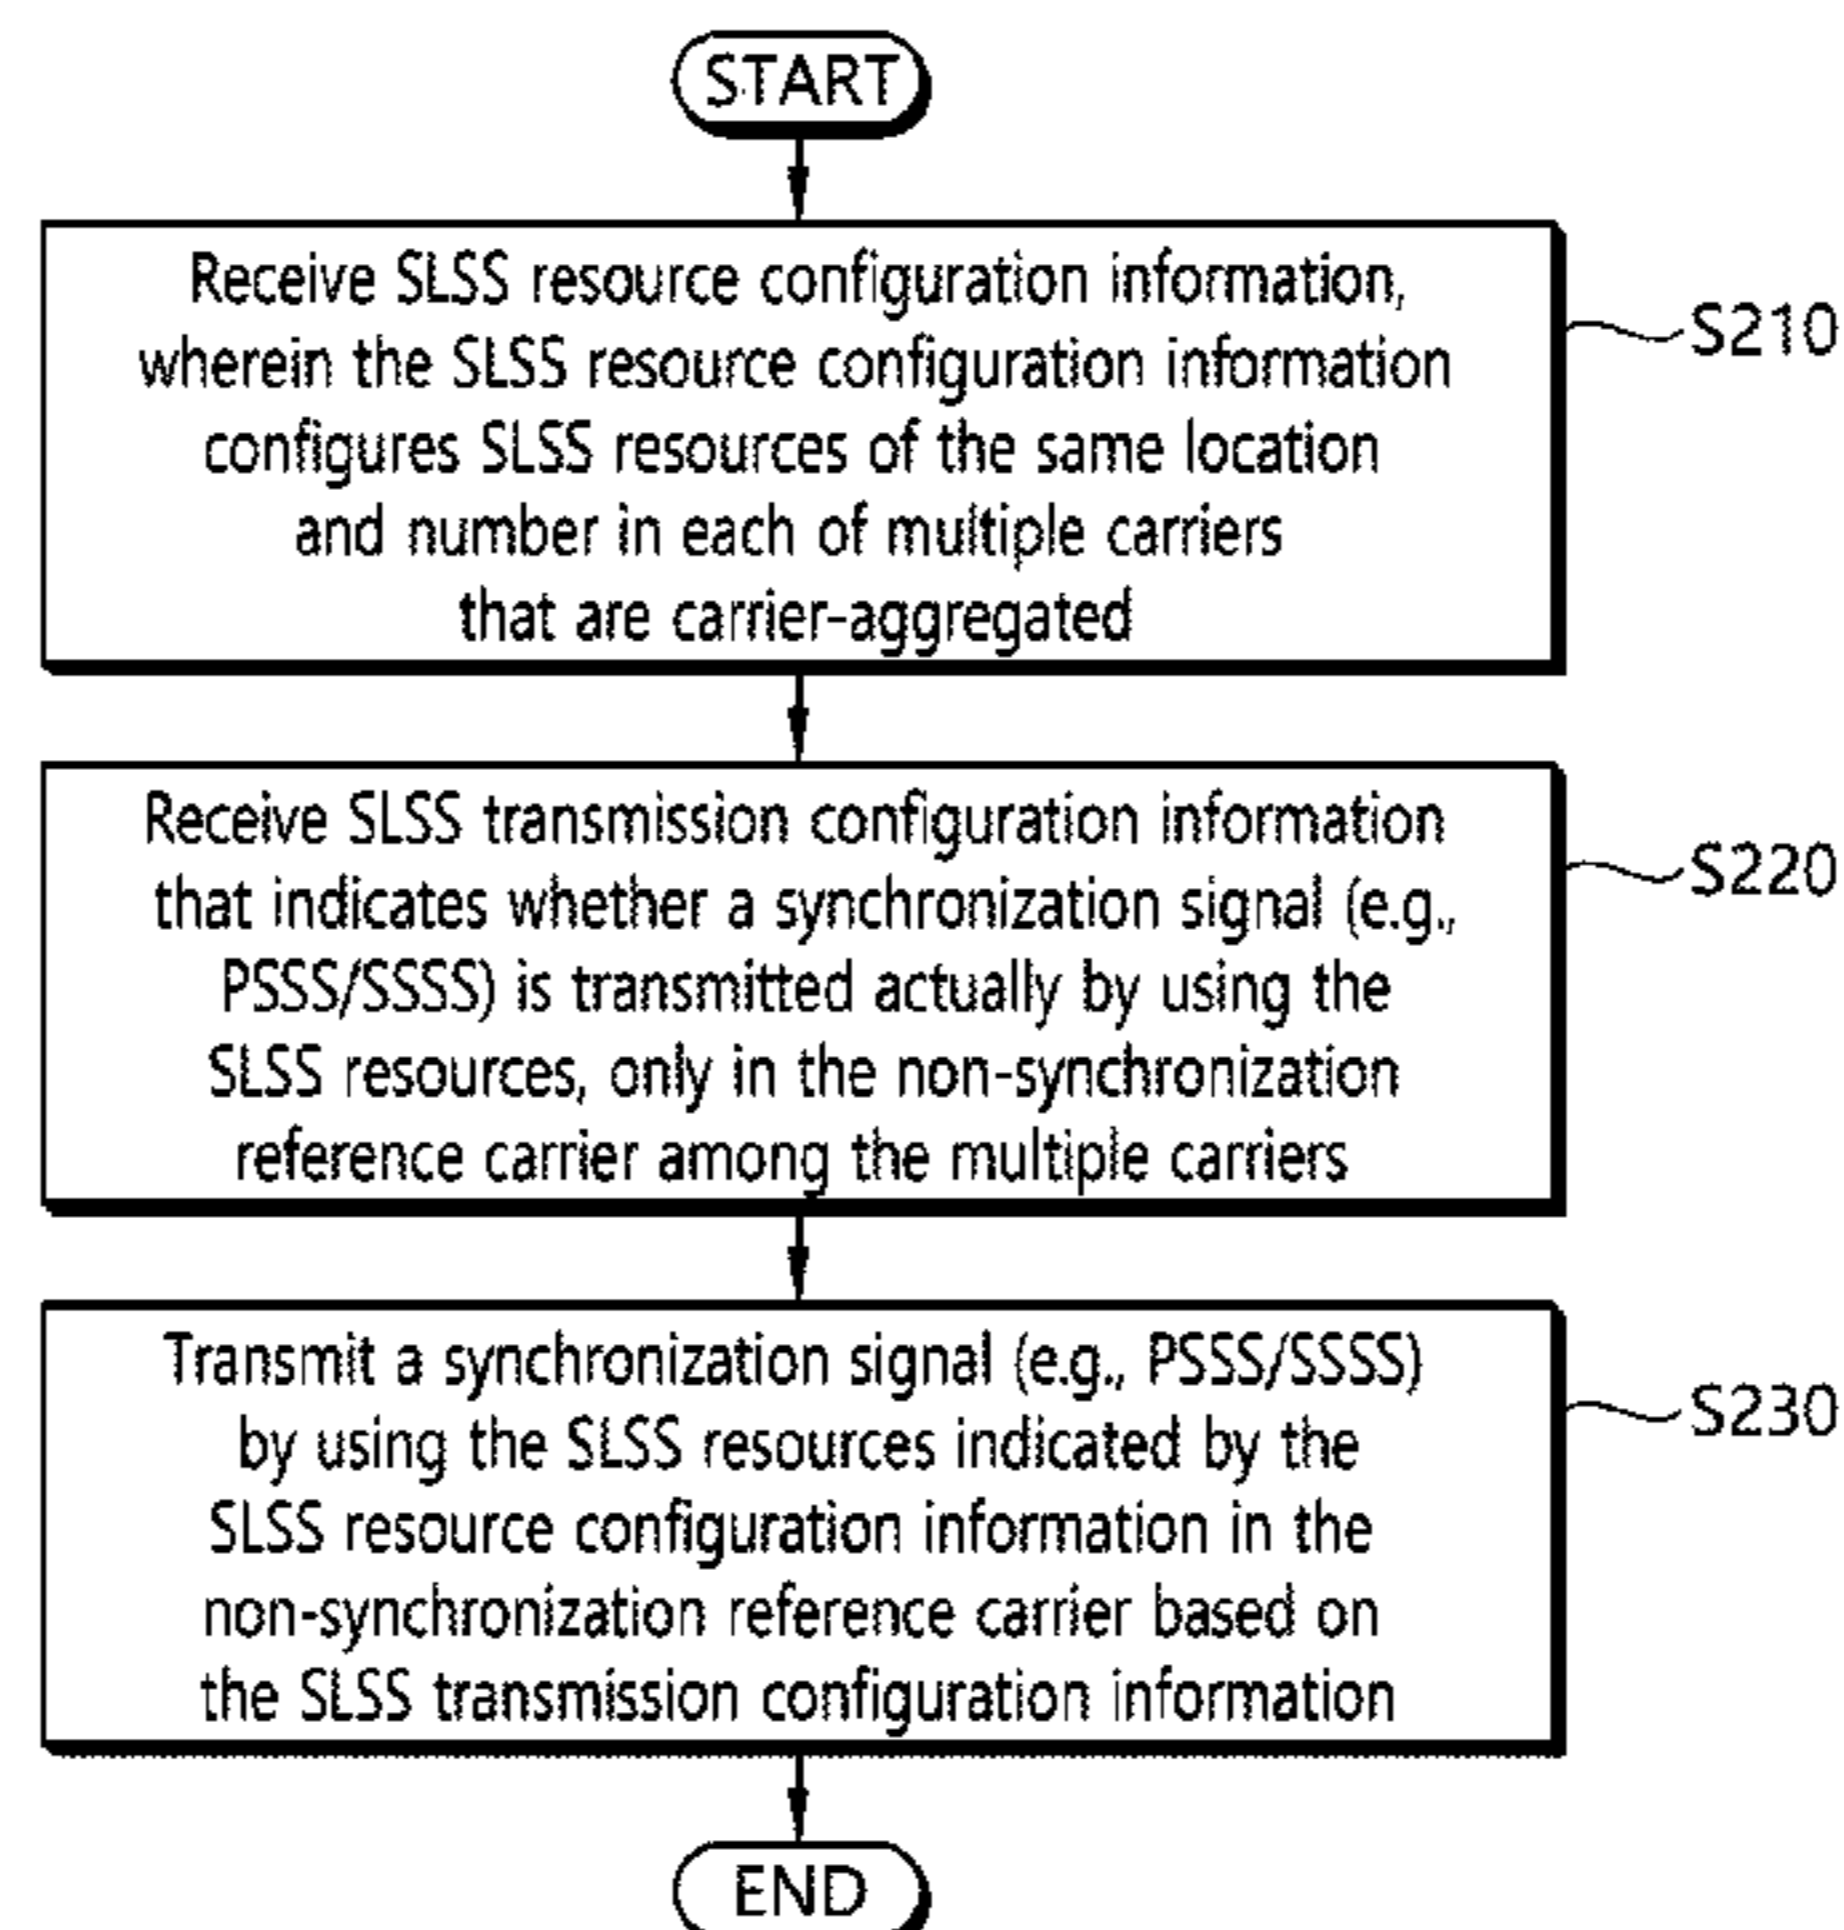 START
Receive SLSS resource configuration information,
wherein the SLSS resource configuration information
configures SLSS resources of the same location
and number in each of multiple carriers
that are carrier-aggregated
S210
Receive SLSS transmission configuration information
that indicates whether a synchronization signal (e.g.,
PSSS/SSSS) is transmitted actually by using the
SLSS resources, only in the non-synchronization
reference carrier among the multiple carriers
S220
Transmit a synchronization signal (e.g., PSSS/SSSS)
by using the SLSS resources indicated by the
SLSS resource configuration information in the
non-synchronization reference carrier based on
the SLSS transmission configuration information
S230
END